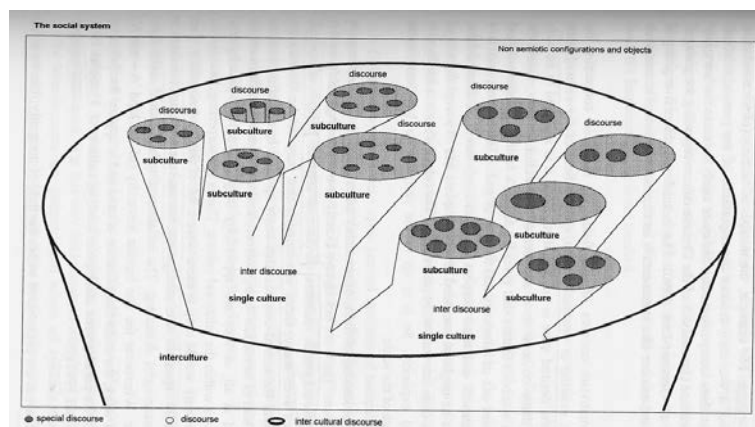 The social system
Non semiotic configurations and objects
discourse
discourse
discourse
discourse
discourse
discourse
discourse
subculture
subculture
subculture
subculture
subculture
subculture
subculture
subculture
subculture
subculture
inter discourse
single culture
inter discourse
single culture
interculture
special discourse
discourse
inter cultural discourse